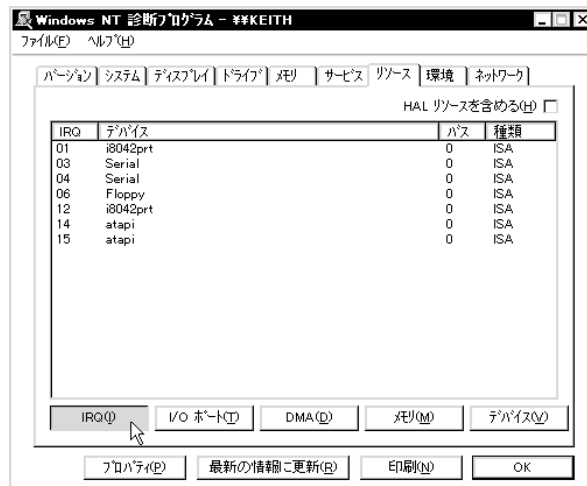 Windows NT 診断ﾌﾟﾛｸﾞﾗﾑ - ¥¥KEITH
ﾌｧｲﾙ(F) ﾍﾙﾌﾟ(H)
ﾊﾞｰｼﾞｮﾝ ｼｽﾃﾑ ﾃﾞｨｽﾌﾟﾚｲ ﾄﾞﾗｲﾌﾞ ﾒﾓﾘ ｻｰﾋﾞｽ ﾘｿｰｽ 環境 ﾈｯﾄﾜｰｸ
HAL ﾘｿｰｽを含める(H)
IRQ ﾃﾞﾊﾞｲｽ ﾊﾞｽ 種類
01 i8042prt 0 ISA
03 Serial 0 ISA
04 Serial 0 ISA
06 Floppy 0 ISA
12 i8042prt 0 ISA
14 atapi 0 ISA
15 atapi 0 ISA
IRQ(I) I/O ﾎﾟｰﾄ(T) DMA(D) ﾒﾓﾘ(M) ﾃﾞﾊﾞｲｽ(V)
ﾌﾟﾛﾊﾟﾃｨ(P) 最新の情報に更新(R) 印刷(N) OK